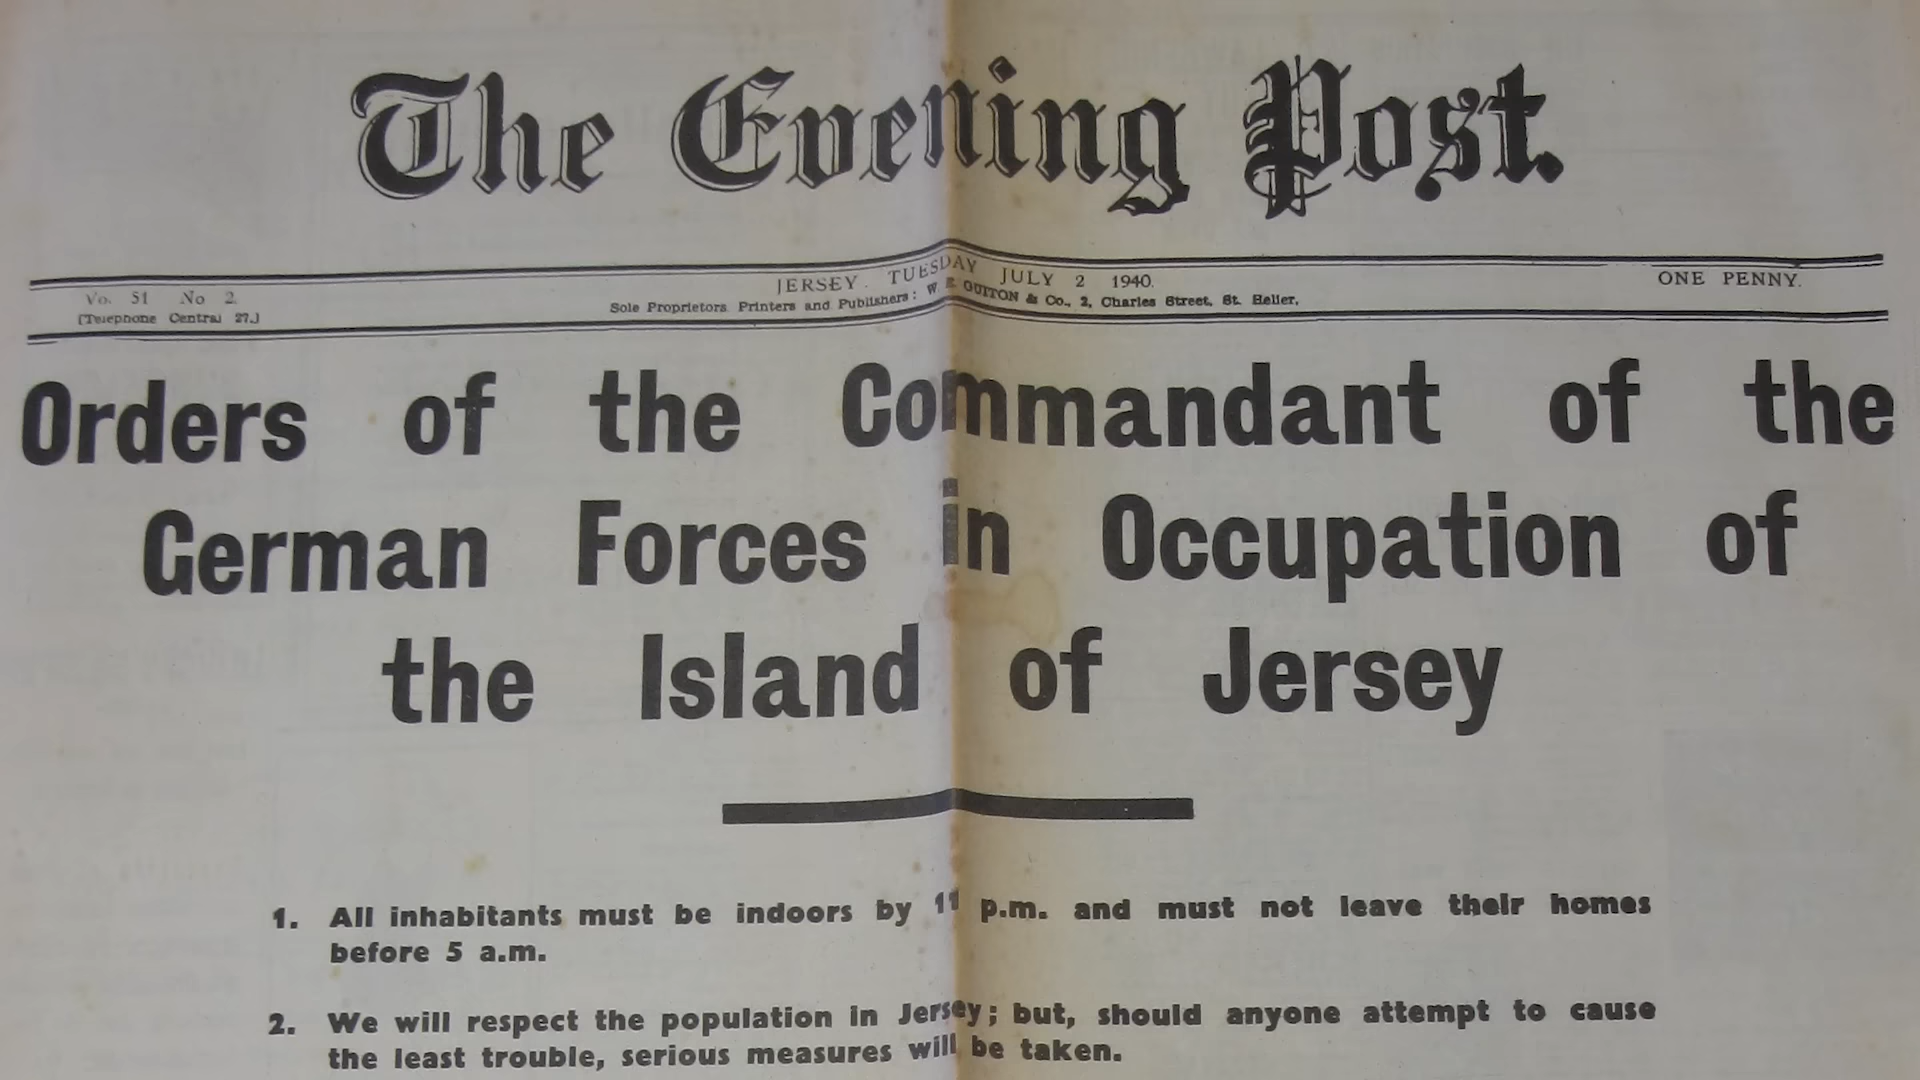 The Evening Post.
Vo. 51 No 2.
[Telephone Central 27.]
JERSEY. TUESDAY JULY 2 1940.
Sole Proprietors Printers and Publishers: W. E. GUITON & Co., 2, Charles Street, St. Helier.
ONE PENNY.
Orders of the Commandant of the
German Forces in Occupation of
the Island of Jersey
1. All inhabitants must be indoors by 11 p.m. and must not leave their homes
before 5 a.m.
2. We will respect the population in Jersey; but, should anyone attempt to cause
the least trouble, serious measures will be taken.